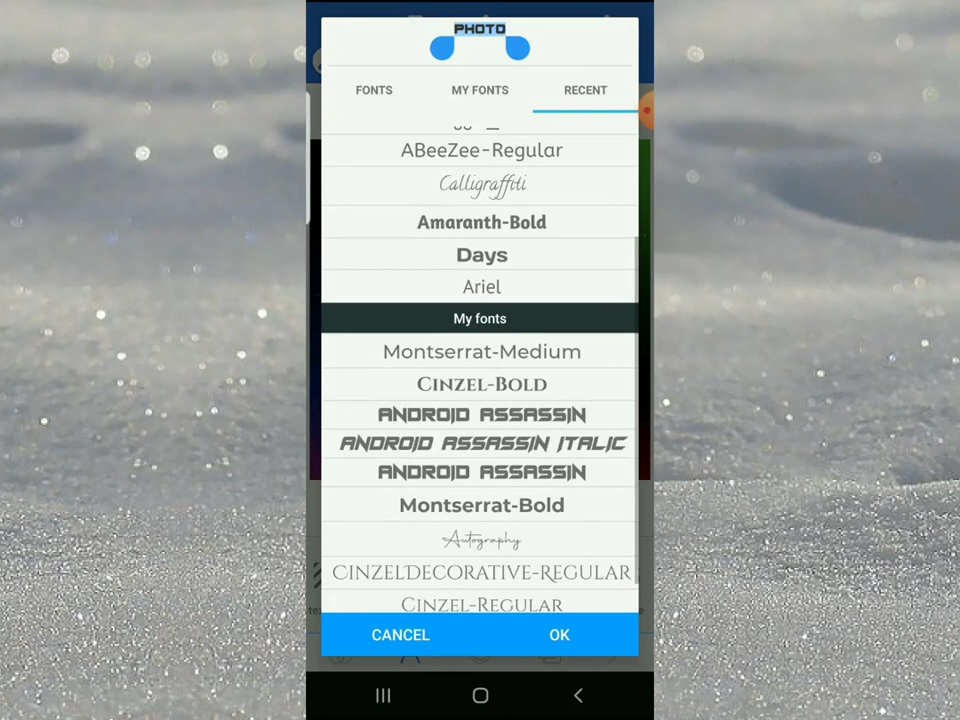 PHOTO
FONTS MY FONTS RECENT
ABeeZee-Regular
Calligraffiti
Amaranth-Bold
Days
Ariel
My fonts
Montserrat-Medium
Cinzel-Bold
ANDROID ASSASSIN
ANDROID ASSASSIN ITALIC
ANDROID ASSASSIN
Montserrat-Bold
Autography
CinzelDecorative-Regular
Cinzel-Regular
CANCEL OK